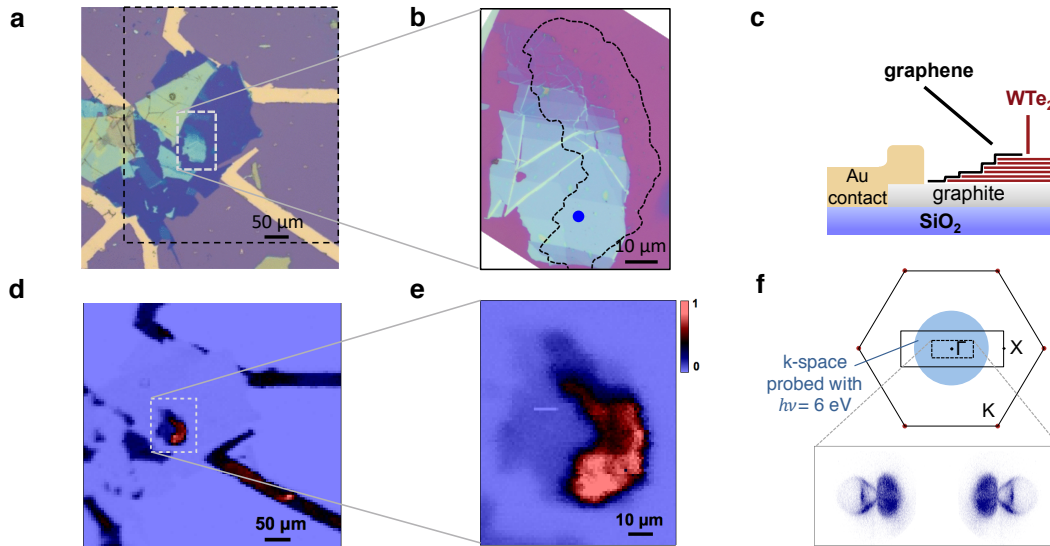 a
b
c
50 μm
10 μm
graphene
WTe₂
Au
contact
graphite
SiO₂
d
e
f
1
0
50 μm
10 μm
Γ
X
K
k-space
probed with
hν = 6 eV